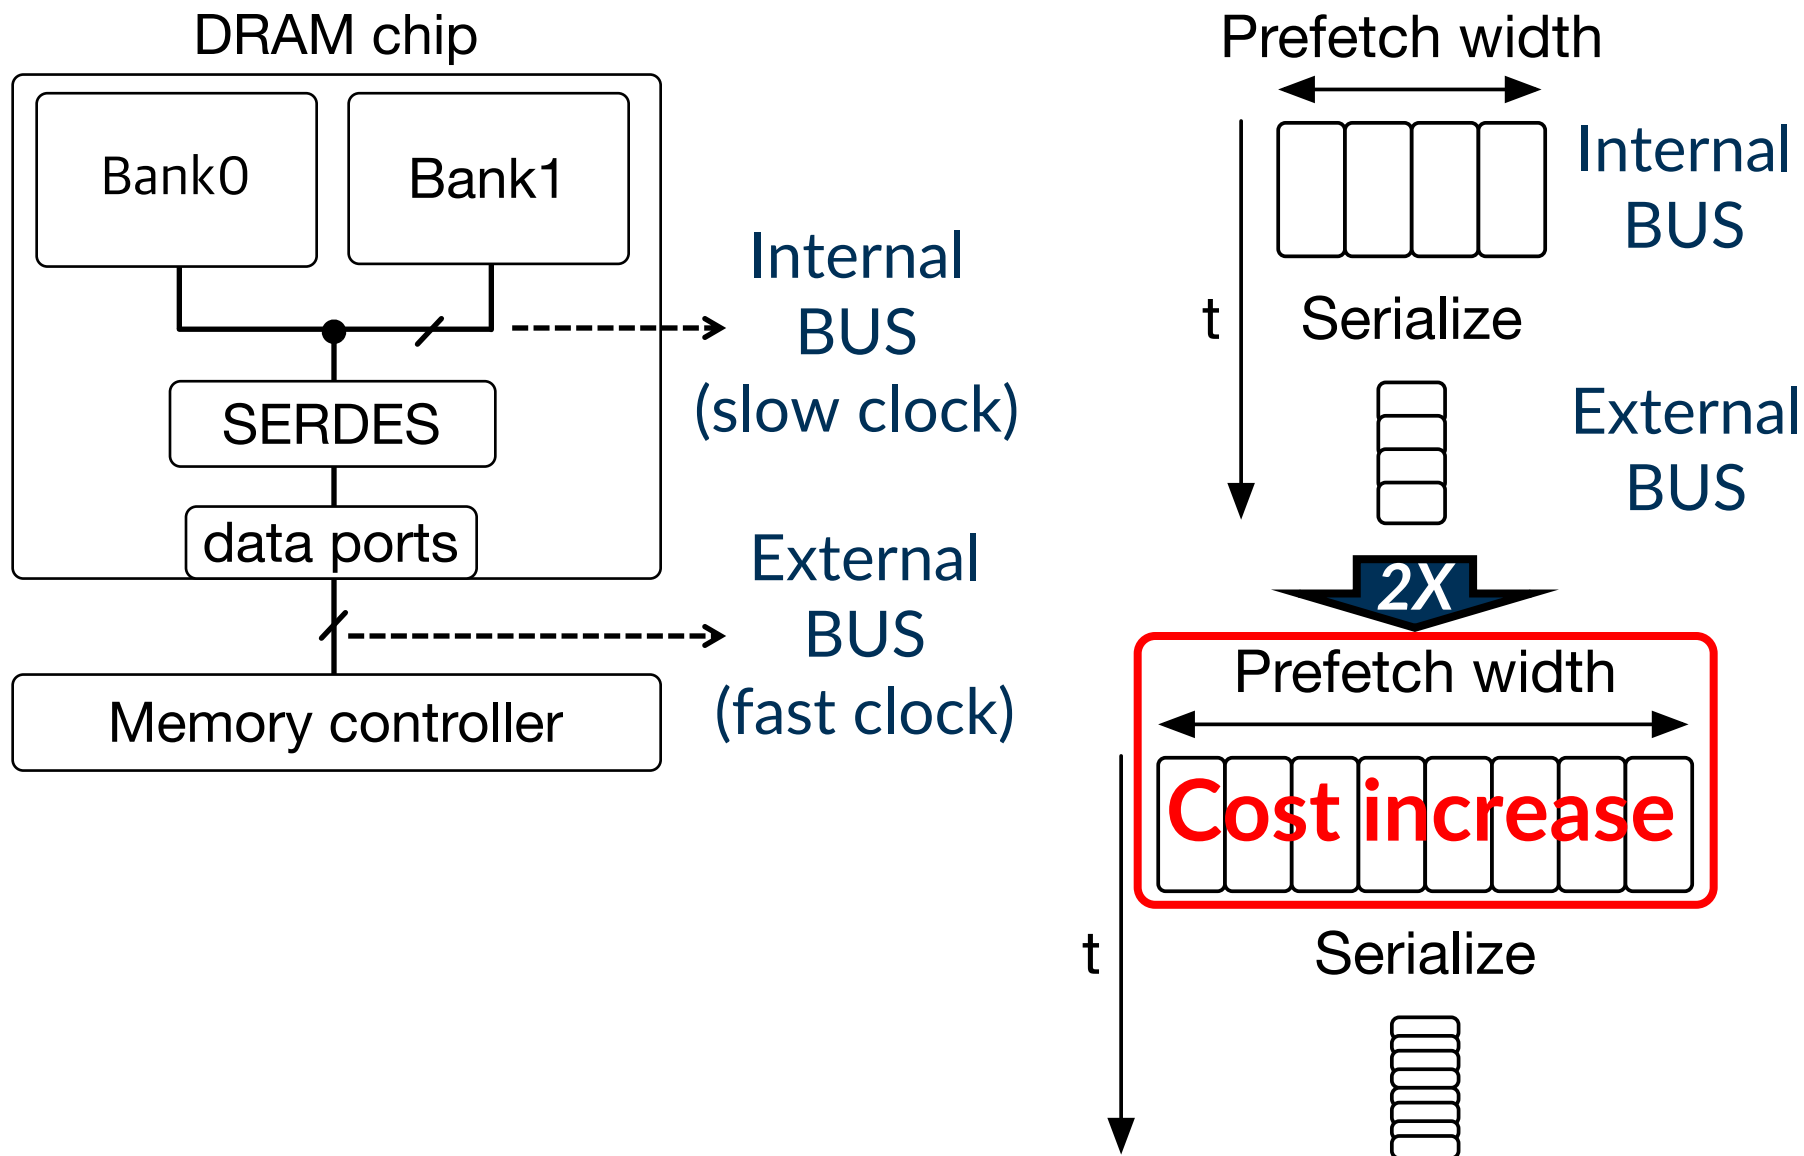 DRAM chip
Bank0
Bank1
Internal
BUS
(slow clock)
SERDES
data ports
External
BUS
(fast clock)
Memory controller
Prefetch width
Internal
BUS
t
Serialize
External
BUS
2X
Prefetch width
Cost increase
t
Serialize